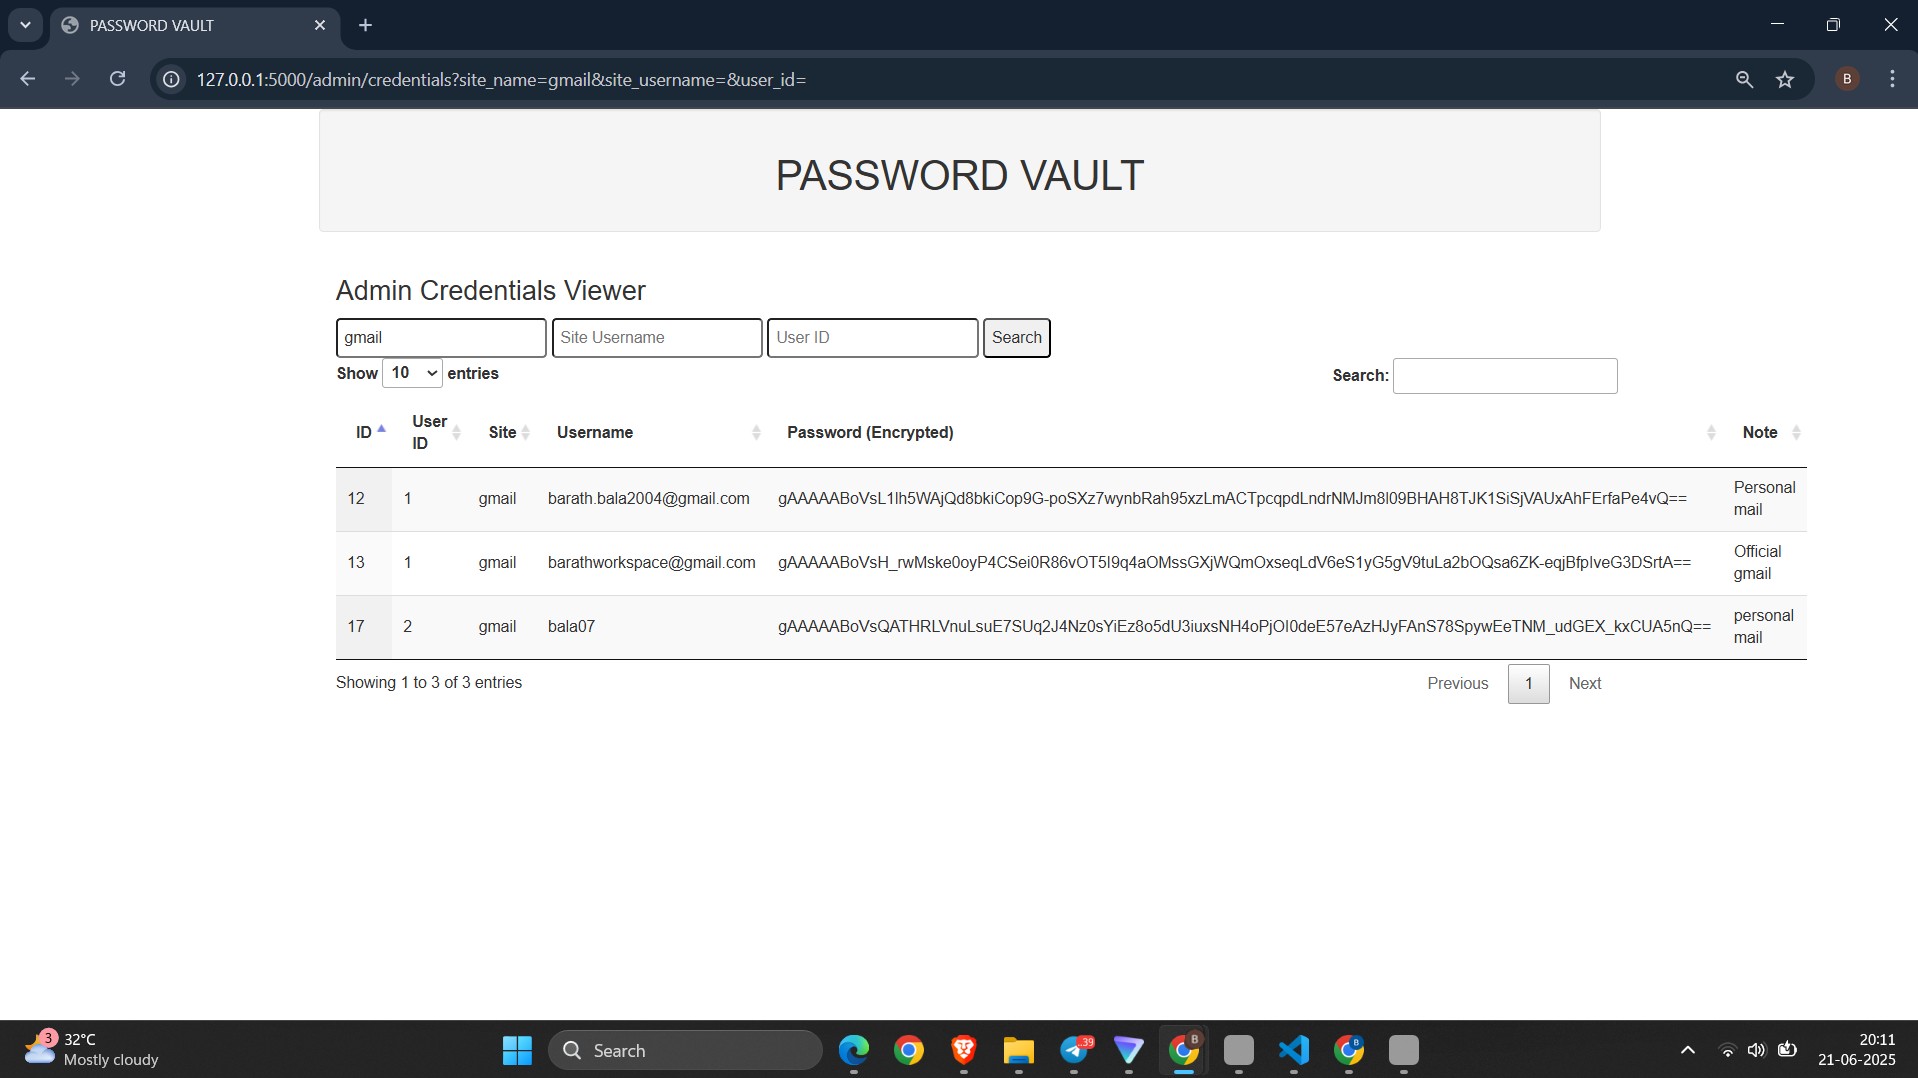 PASSWORD VAULT
127.0.0.1:5000/admin/credentials?site_name=gmail&site_username=&user_id=
B
PASSWORD VAULT
Admin Credentials Viewer
gmail Site Username User ID Search
Show 10 entries Search:
ID User ID Site Username Password (Encrypted) Note
12 1 gmail barath.bala2004@gmail.com gAAAAABoVsL1lh5WAjQd8bkiCop9G-poSXz7wynbRah95xzLmACTpcqpdLndrNMJm8l09BHAH8TJK1SiSjVAUxAhFErfaPe4vQ== Personal mail
13 1 gmail barathworkspace@gmail.com gAAAAABoVsH_rwMske0oyP4CSei0R86vOT5I9q4aOMssGXjWQmOxseqLdV6eS1yG5gV9tuLa2bOQsa6ZK-eqjBfpIveG3DSrtA== Official gmail
17 2 gmail bala07 gAAAAABoVsQATHRLVnuLsuE7SUq2J4Nz0sYiEz8o5dU3iuxsNH4oPjOI0deE57eAzHJyFAnS78SpywEeTNM_udGEX_kxCUA5nQ== personal mail
Showing 1 to 3 of 3 entries Previous 1 Next
3 32°C
Mostly cloudy
Search
..39
B
B
20:11
21-06-2025